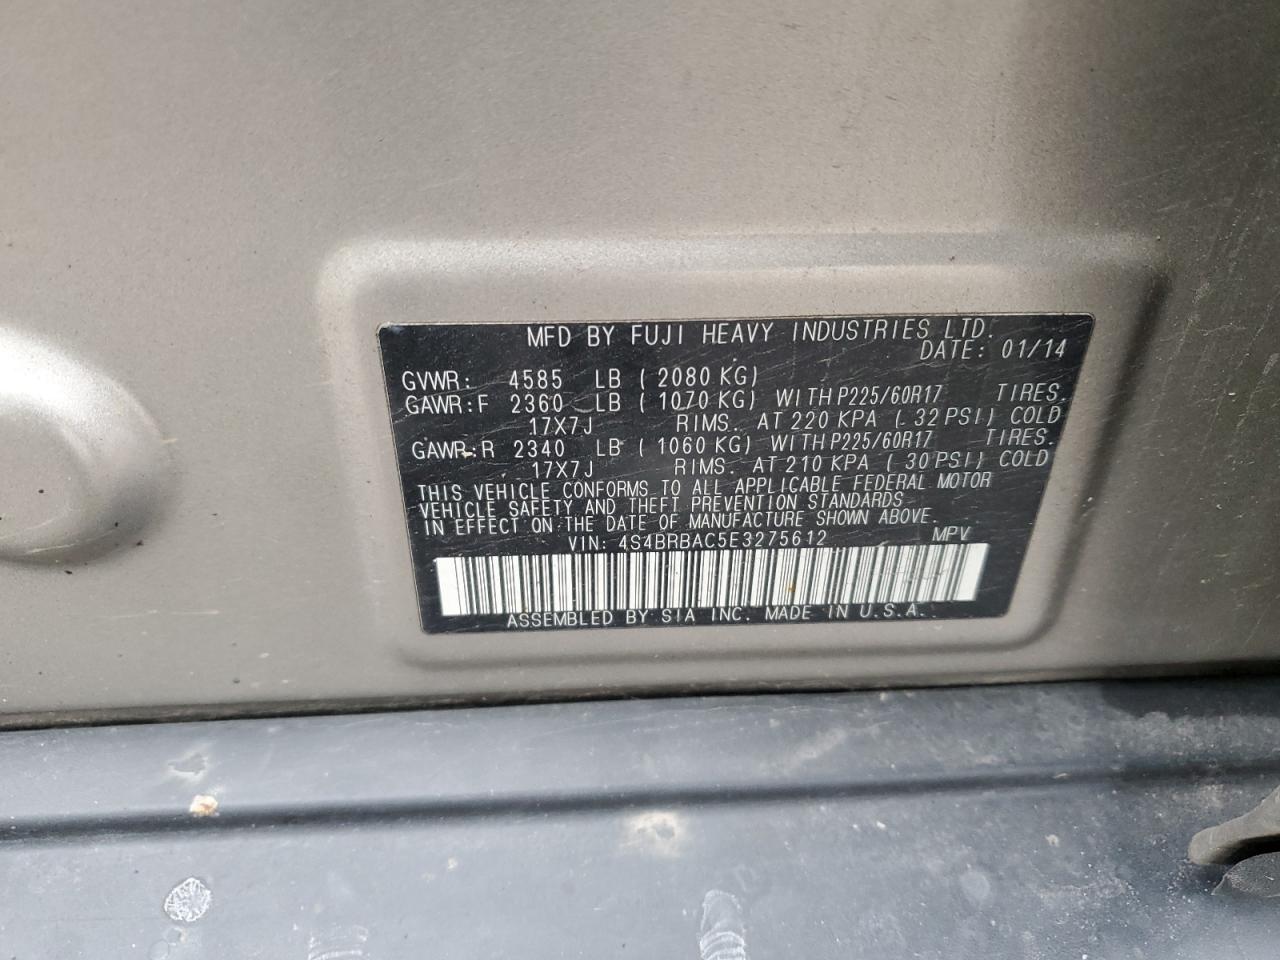 MFD BY FUJI HEAVY INDUSTRIES LTD.
DATE: 01/14
GVWR: 4585 LB ( 2080 KG)
GAWR:F 2360 LB ( 1070 KG) WITH P225/60R17 TIRES.
17X7J RIMS. AT 220 KPA ( 32 PSI) COLD
GAWR:R 2340 LB ( 1060 KG) WITH P225/60R17 TIRES.
17X7J RIMS. AT 210 KPA ( 30 PSI) COLD
THIS VEHICLE CONFORMS TO ALL APPLICABLE FEDERAL MOTOR
VEHICLE SAFETY AND THEFT PREVENTION STANDARDS
IN EFFECT ON THE DATE OF MANUFACTURE SHOWN ABOVE.
VIN: 4S4BRBAC5E3275612 MPV
ASSEMBLED BY SIA INC. MADE IN U.S.A.